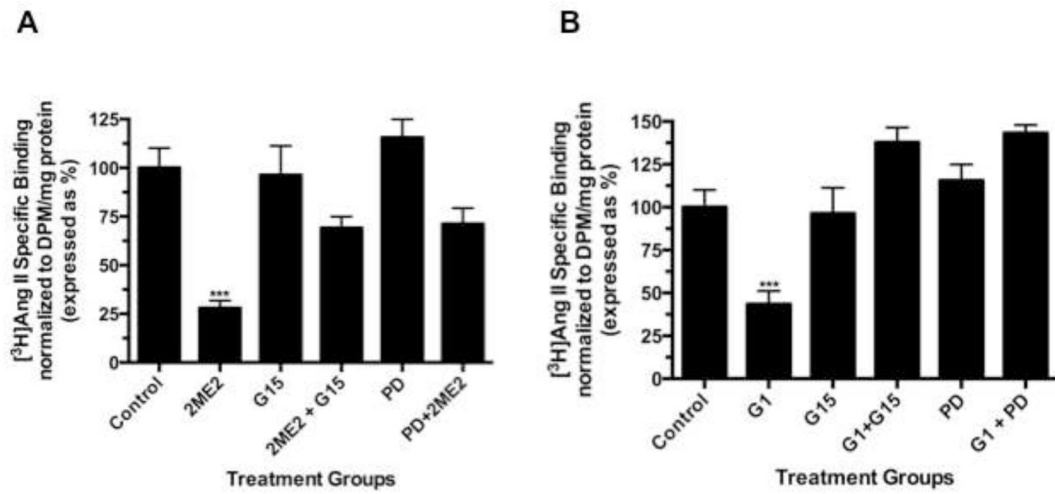 A
[³H]Ang II Specific Binding
normalized to DPM/mg protein
(expressed as %)
125
100
75
50
25
0
***
Control
2ME2
G15
2ME2 + G15
PD
PD+2ME2
Treatment Groups
B
[³H]Ang II Specific Binding
normalized to DPM/mg protein
(expressed as %)
150
125
100
75
50
25
0
***
Control
G1
G15
G1+G15
PD
G1 + PD
Treatment Groups